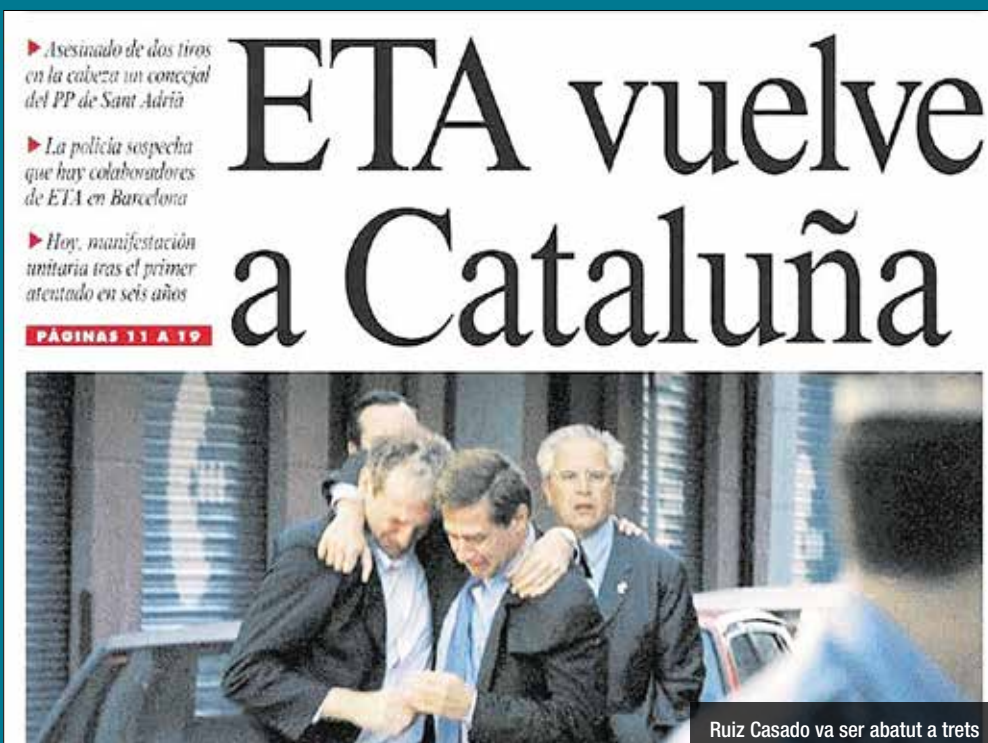 Asesinado de dos tiros
en la cabeza un concejal
del PP de Sant Adrià
La policía sospecha
que hay colaboradores
de ETA en Barcelona
Hoy, manifestación
unitaria tras el primer
atentado en seis años
PÁGINAS 11 A 19
ETA vuelve
a Cataluña
Ruiz Casado va ser abatut a trets